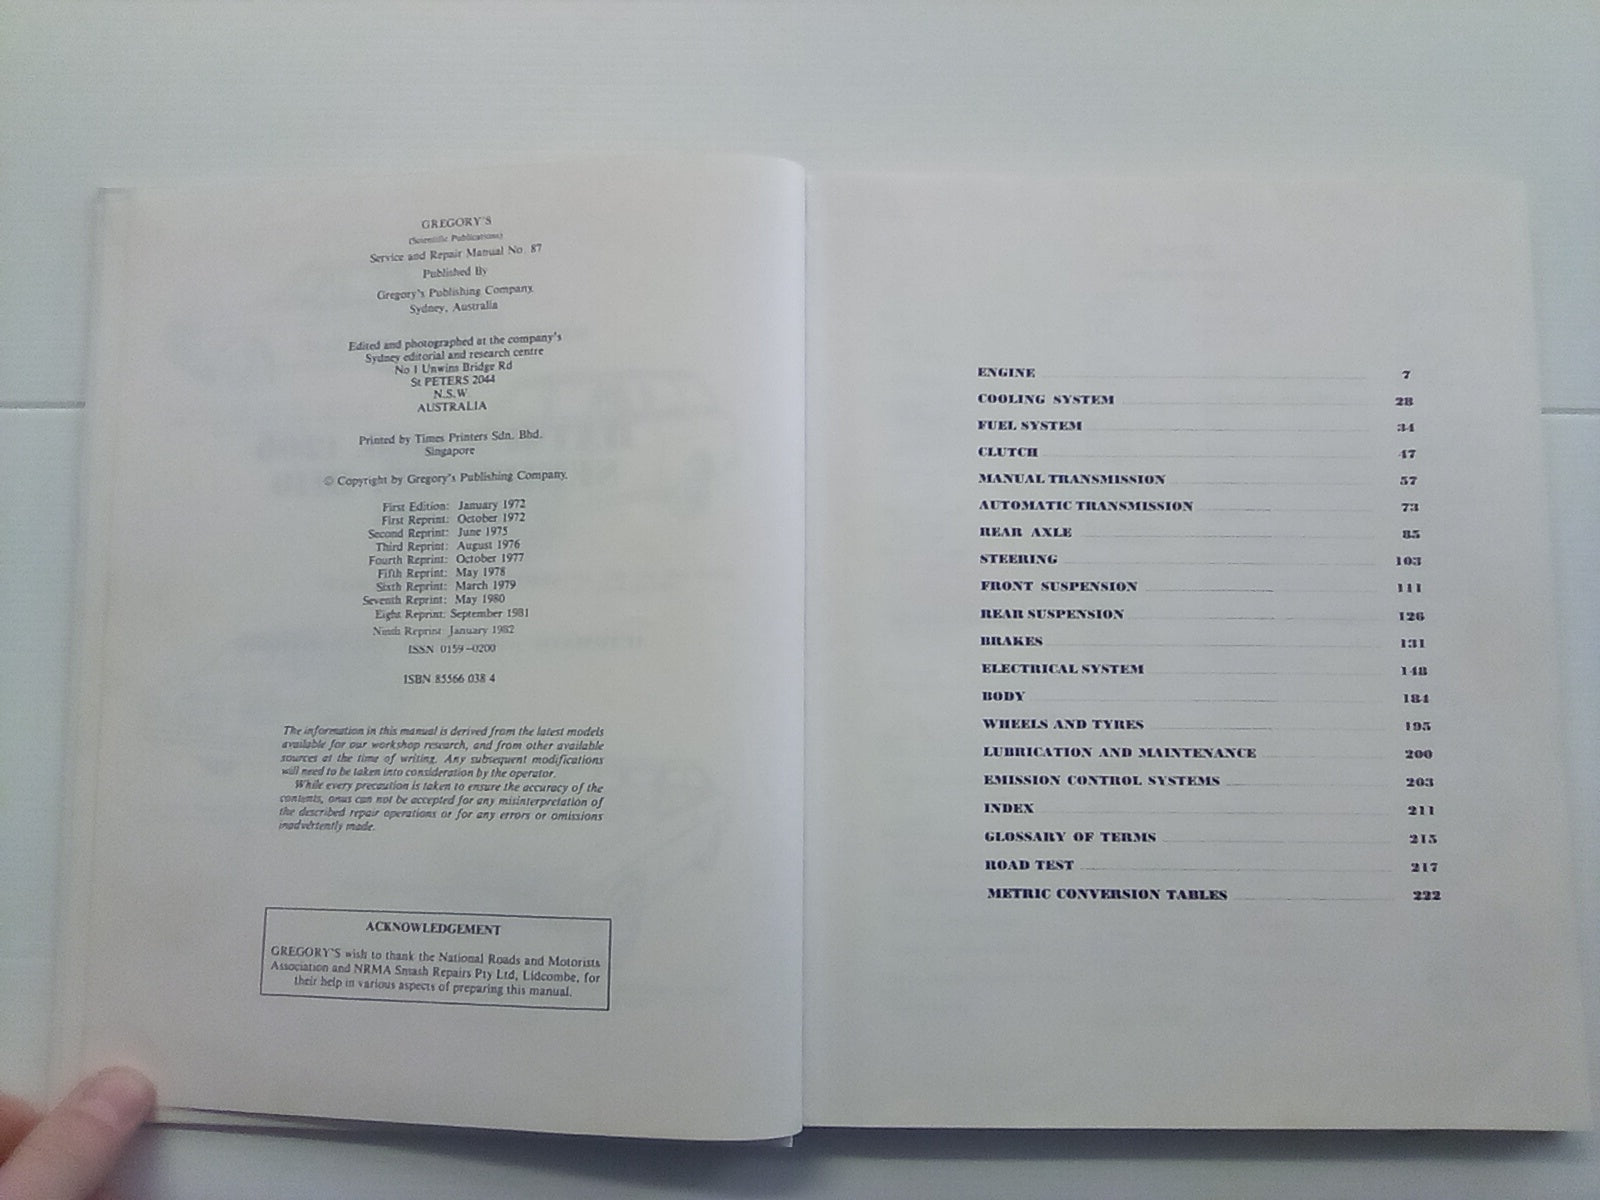 GREGORY'S
(Scientific Publications)
Service and Repair Manual No. 87
Published By
Gregory's Publishing Company
Sydney, Australia
Edited and photographed at the company's
Sydney editorial and research centre
No 1 Unwins Bridge Rd
St PETERS 2044
N.S.W
AUSTRALIA
Printed by Times Printers Sdn. Bhd.
Singapore
© Copyright by Gregory's Publishing Company.
First Edition: January 1972
First Reprint: October 1972
Second Reprint: June 1975
Third Reprint: August 1976
Fourth Reprint: October 1977
Fifth Reprint: May 1978
Sixth Reprint: March 1979
Seventh Reprint: May 1980
Eight Reprint: September 1981
Ninth Reprint: January 1982
ISSN 0159-0200
ISBN 85566 038 4
The information in this manual is derived from the latest models
available for our workshop research, and from other available
sources at the time of writing. Any subsequent modifications
will need to be taken into consideration by the operator.
While every precaution is taken to ensure the accuracy of the
contents, onus can not be accepted for any misinterpretation of
the described repair operations or for any errors or omissions
inadvertently made.
ACKNOWLEDGEMENT
GREGORY'S wish to thank the National Roads and Motorists
Association and NRMA Smash Repairs Pty Ltd, Lidcombe, for
their help in various aspects of preparing this manual.
ENGINE 7
COOLING SYSTEM 28
FUEL SYSTEM 34
CLUTCH 47
MANUAL TRANSMISSION 57
AUTOMATIC TRANSMISSION 73
REAR AXLE 85
STEERING 103
FRONT SUSPENSION 111
REAR SUSPENSION 126
BRAKES 131
ELECTRICAL SYSTEM 148
BODY 184
WHEELS AND TYRES 195
LUBRICATION AND MAINTENANCE 200
EMISSION CONTROL SYSTEMS 203
INDEX 211
GLOSSARY OF TERMS 215
ROAD TEST 217
METRIC CONVERSION TABLES 222